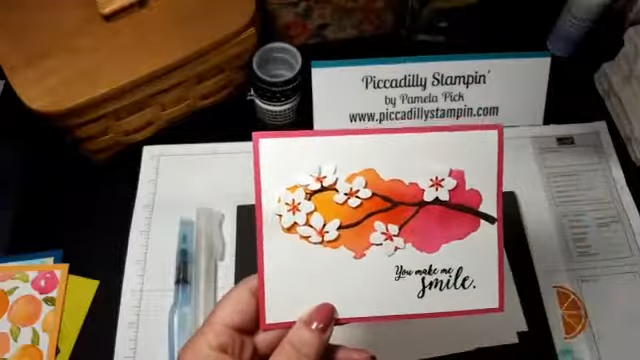 Piccadilly Stampin'
by Pamela Pick
www.piccadillystampin.com
You make me
smile.